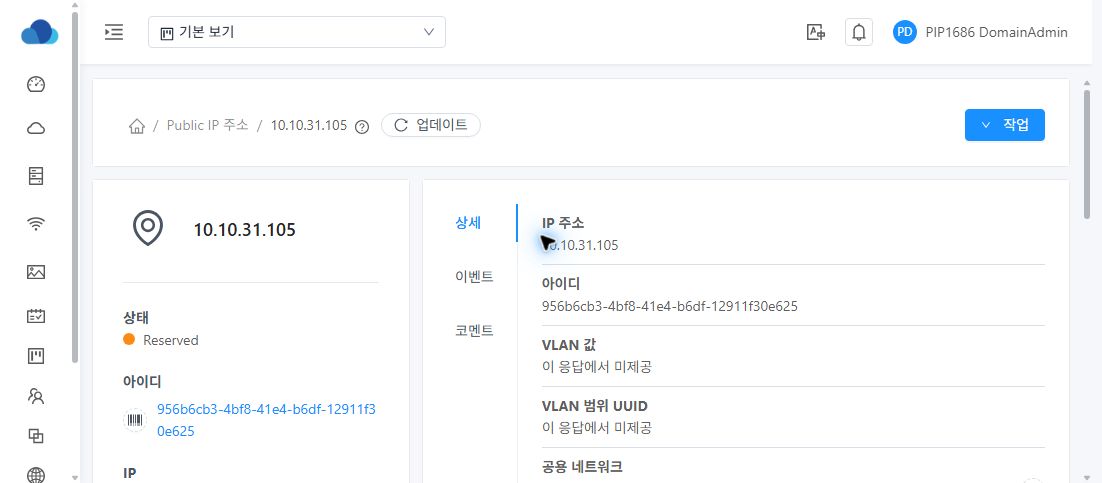 기본 보기
PD PIP1686 DomainAdmin
/ Public IP 주소 / 10.10.31.105 업데이트
작업
10.10.31.105
상태
Reserved
아이디
956b6cb3-4bf8-41e4-b6df-12911f3
0e625
IP
상세
이벤트
코멘트
IP 주소
10.10.31.105
아이디
956b6cb3-4bf8-41e4-b6df-12911f30e625
VLAN 값
이 응답에서 미제공
VLAN 범위 UUID
이 응답에서 미제공
공용 네트워크